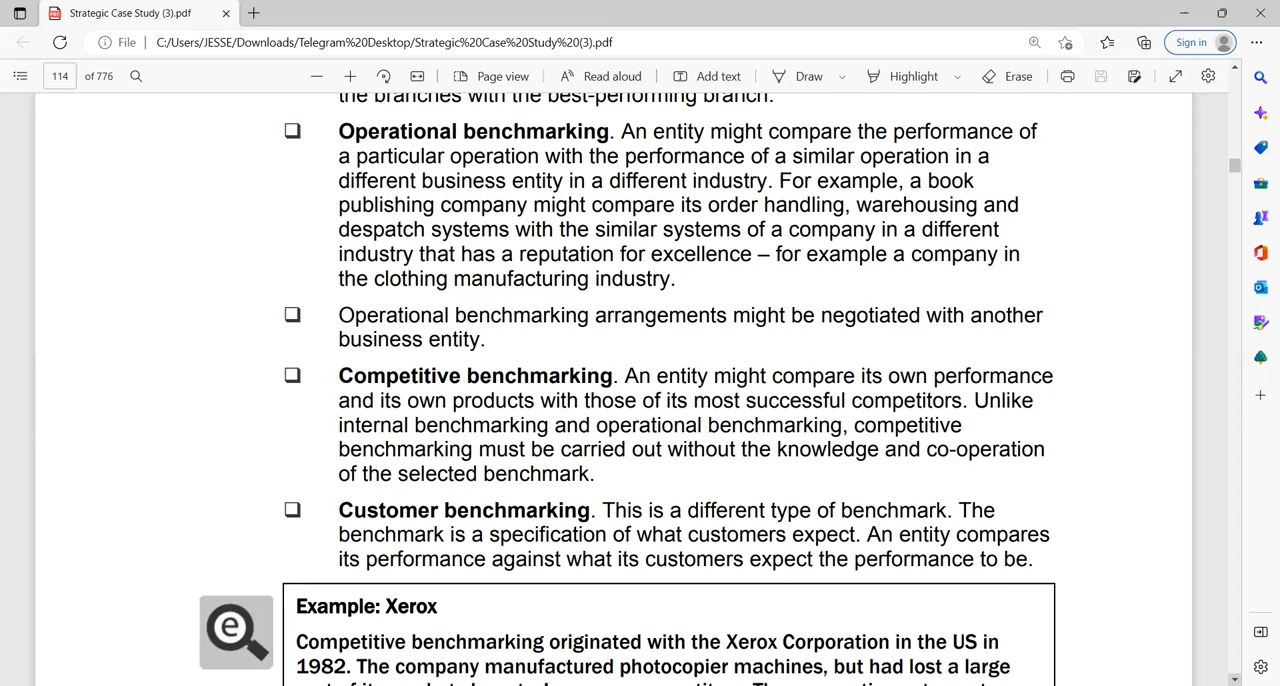 Strategic Case Study (3).pdf
File
C:/Users/JESSE/Downloads/Telegram%20Desktop/Strategic%20Case%20Study%20(3).pdf
Sign in
114 of 776
Page view
Read aloud
Add text
Draw
Highlight
Erase
the branches with the best-performing branch.
❑ Operational benchmarking. An entity might compare the performance of
a particular operation with the performance of a similar operation in a
different business entity in a different industry. For example, a book
publishing company might compare its order handling, warehousing and
despatch systems with the similar systems of a company in a different
industry that has a reputation for excellence – for example a company in
the clothing manufacturing industry.
❑ Operational benchmarking arrangements might be negotiated with another
business entity.
❑ Competitive benchmarking. An entity might compare its own performance
and its own products with those of its most successful competitors. Unlike
internal benchmarking and operational benchmarking, competitive
benchmarking must be carried out without the knowledge and co-operation
of the selected benchmark.
❑ Customer benchmarking. This is a different type of benchmark. The
benchmark is a specification of what customers expect. An entity compares
its performance against what its customers expect the performance to be.
e
Example: Xerox
Competitive benchmarking originated with the Xerox Corporation in the US in
1982. The company manufactured photocopier machines, but had lost a large